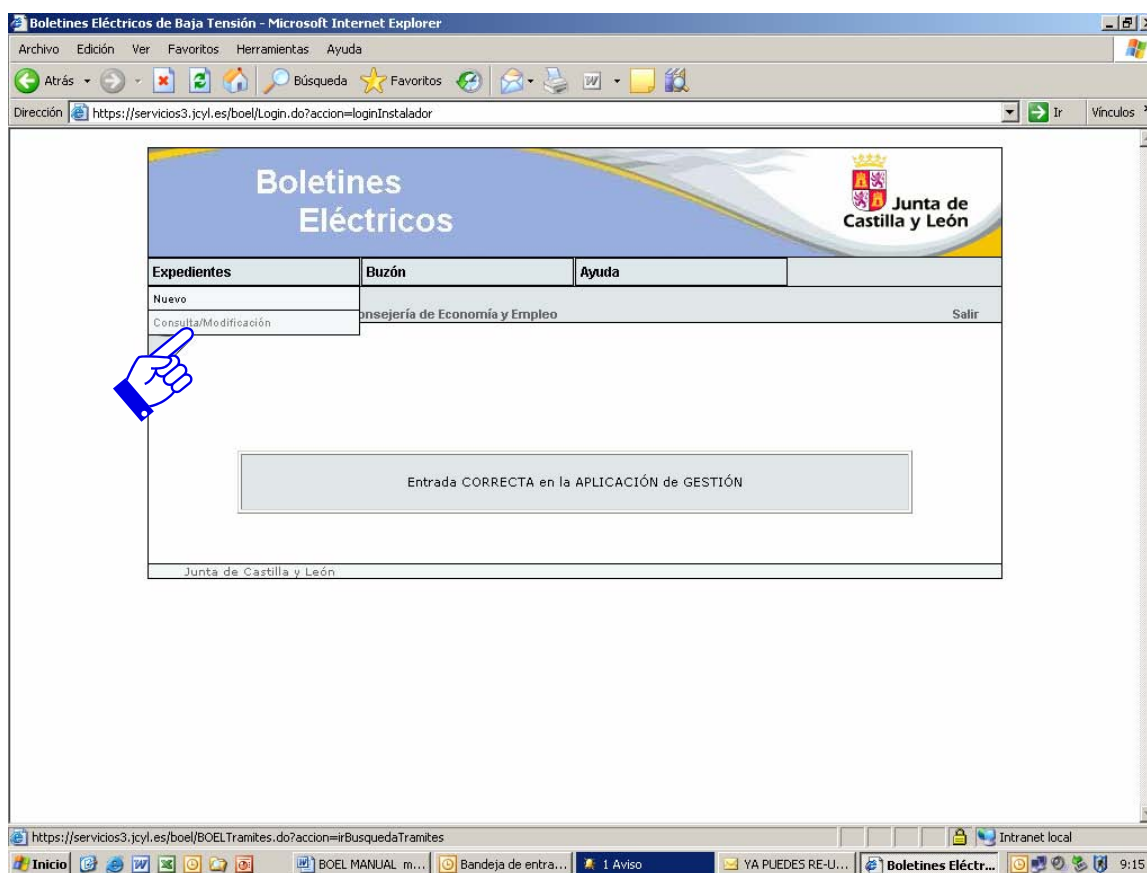 Boletines Eléctricos de Baja Tensión - Microsoft Internet Explorer
Archivo Edición Ver Favoritos Herramientas Ayuda
Atrás Búsqueda Favoritos
Dirección https://servicios3.jcyl.es/boel/Login.do?accion=loginInstalador Ir Vínculos
Boletines
Eléctricos
Junta de
Castilla y León
Expedientes Buzón Ayuda
Nuevo
onsejería de Economía y Empleo Salir
Consulta/Modificación
Entrada CORRECTA en la APLICACIÓN de GESTIÓN
Junta de Castilla y León
https://servicios3.jcyl.es/boel/BOELTramites.do?accion=irBusquedaTramites Intranet local
Inicio BOEL MANUAL m... Bandeja de entra... 1 Aviso YA PUEDES RE-U... Boletines Eléctr... 9:15